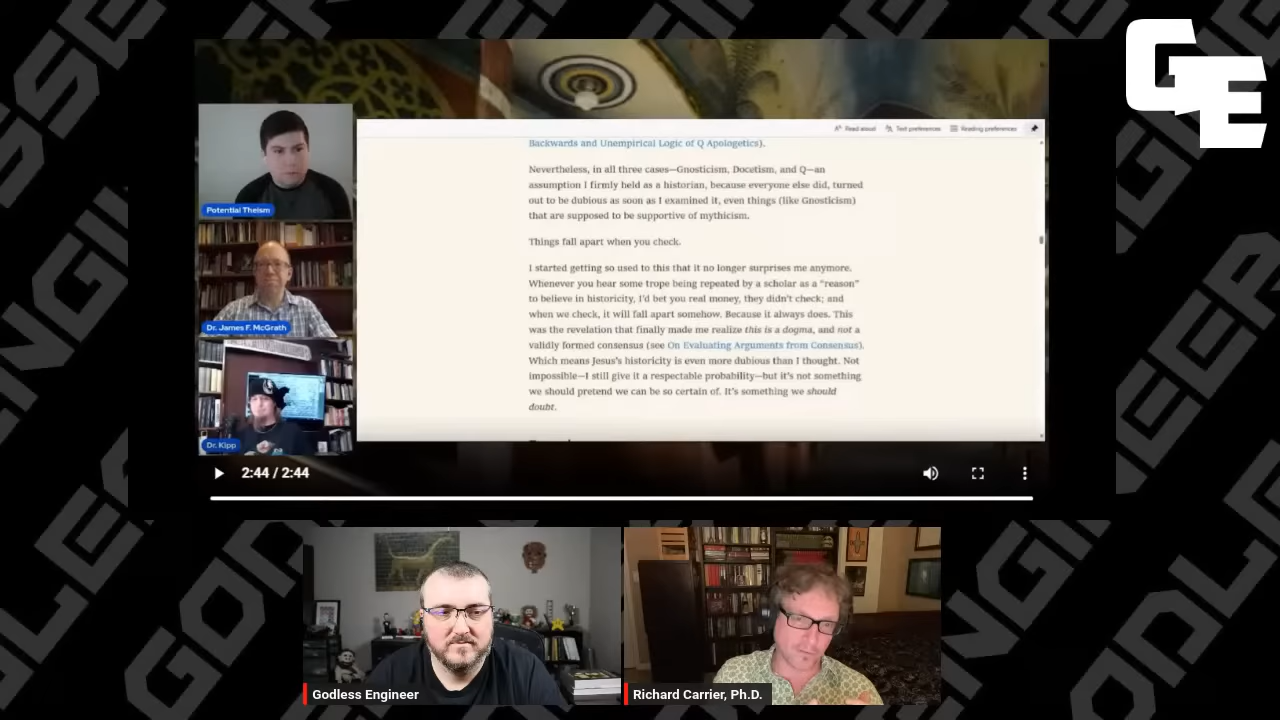 GE
Read aloud Text preferences Reading preferences
Backwards and Unempirical Logic of Q Apologetics).
Nevertheless, in all three cases—Gnosticism, Docetism, and Q—an
assumption I firmly held as a historian, because everyone else did, turned
out to be dubious as soon as I examined it, even things (like Gnosticism)
that are supposed to be supportive of mythicism.
Things fall apart when you check.
I started getting so used to this that it no longer surprises me anymore.
Whenever you hear some trope being repeated by a scholar as a “reason”
to believe in historicity, I’d bet you real money, they didn’t check; and
when we check, it will fall apart somehow. Because it always does. This
was the revelation that finally made me realize this is a dogma, and not a
validly formed consensus (see On Evaluating Arguments from Consensus).
Which means Jesus’s historicity is even more dubious than I thought. Not
impossible—I still give it a respectable probability—but it’s not something
we should pretend we can be so certain of. It’s something we should
doubt.
Potential Theism
Dr. James F. McGrath
Dr. Kipp
2:44 / 2:44
Godless Engineer
Richard Carrier, Ph.D.